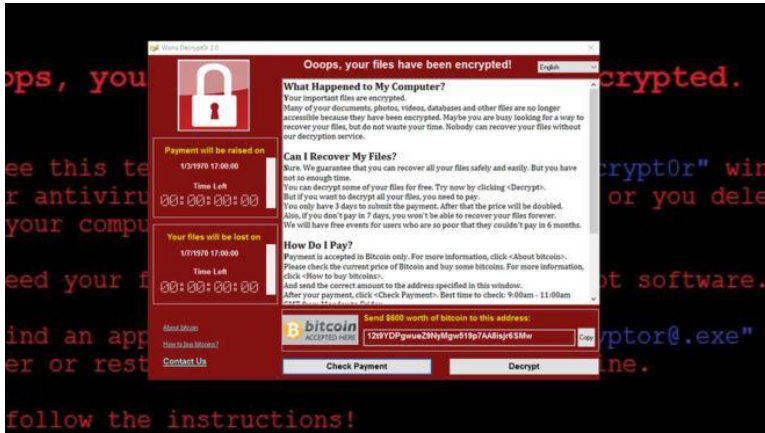 Wana Decrypt0r 2.0
Ooops, your files have been encrypted!
English
What Happened to My Computer?
Your important files are encrypted.
Many of your documents, photos, videos, databases and other files are no longer
accessible because they have been encrypted. Maybe you are busy looking for a way to
recover your files, but do not waste your time. Nobody can recover your files without
our decryption service.
Can I Recover My Files?
Sure. We guarantee that you can recover all your files safely and easily. But you have
not so enough time.
You can decrypt some of your files for free. Try now by clicking <Decrypt>.
But if you want to decrypt all your files, you need to pay.
You only have 3 days to submit the payment. After that the price will be doubled.
Also, if you don't pay in 7 days, you won't be able to recover your files forever.
We will have free events for users who are so poor that they couldn't pay in 6 months.
How Do I Pay?
Payment is accepted in Bitcoin only. For more information, click <About bitcoin>.
Please check the current price of Bitcoin and buy some bitcoins. For more information,
click <How to buy bitcoins>.
And send the correct amount to the address specified in this window.
After your payment, click <Check Payment>. Best time to check: 9:00am - 11:00am
GMT from Monday to Friday.
Payment will be raised on
1/3/1970 17:00:00
Time Left
00:00:00:00
Your files will be lost on
1/7/1970 17:00:00
Time Left
00:00:00:00
About bitcoin
How to buy bitcoins?
Contact Us
bitcoin
ACCEPTED HERE
Send $600 worth of bitcoin to this address:
12t9YDPgwueZ9NyMgw519p7AA8isjr6SMw
Copy
Check Payment
Decrypt
ops, you crypted.
ee this te crypt0r" win
r antiviru or you dele
your compu
eed your f pt software.
ind an app yptor@.exe"
er or rest ne.
follow the instructions!